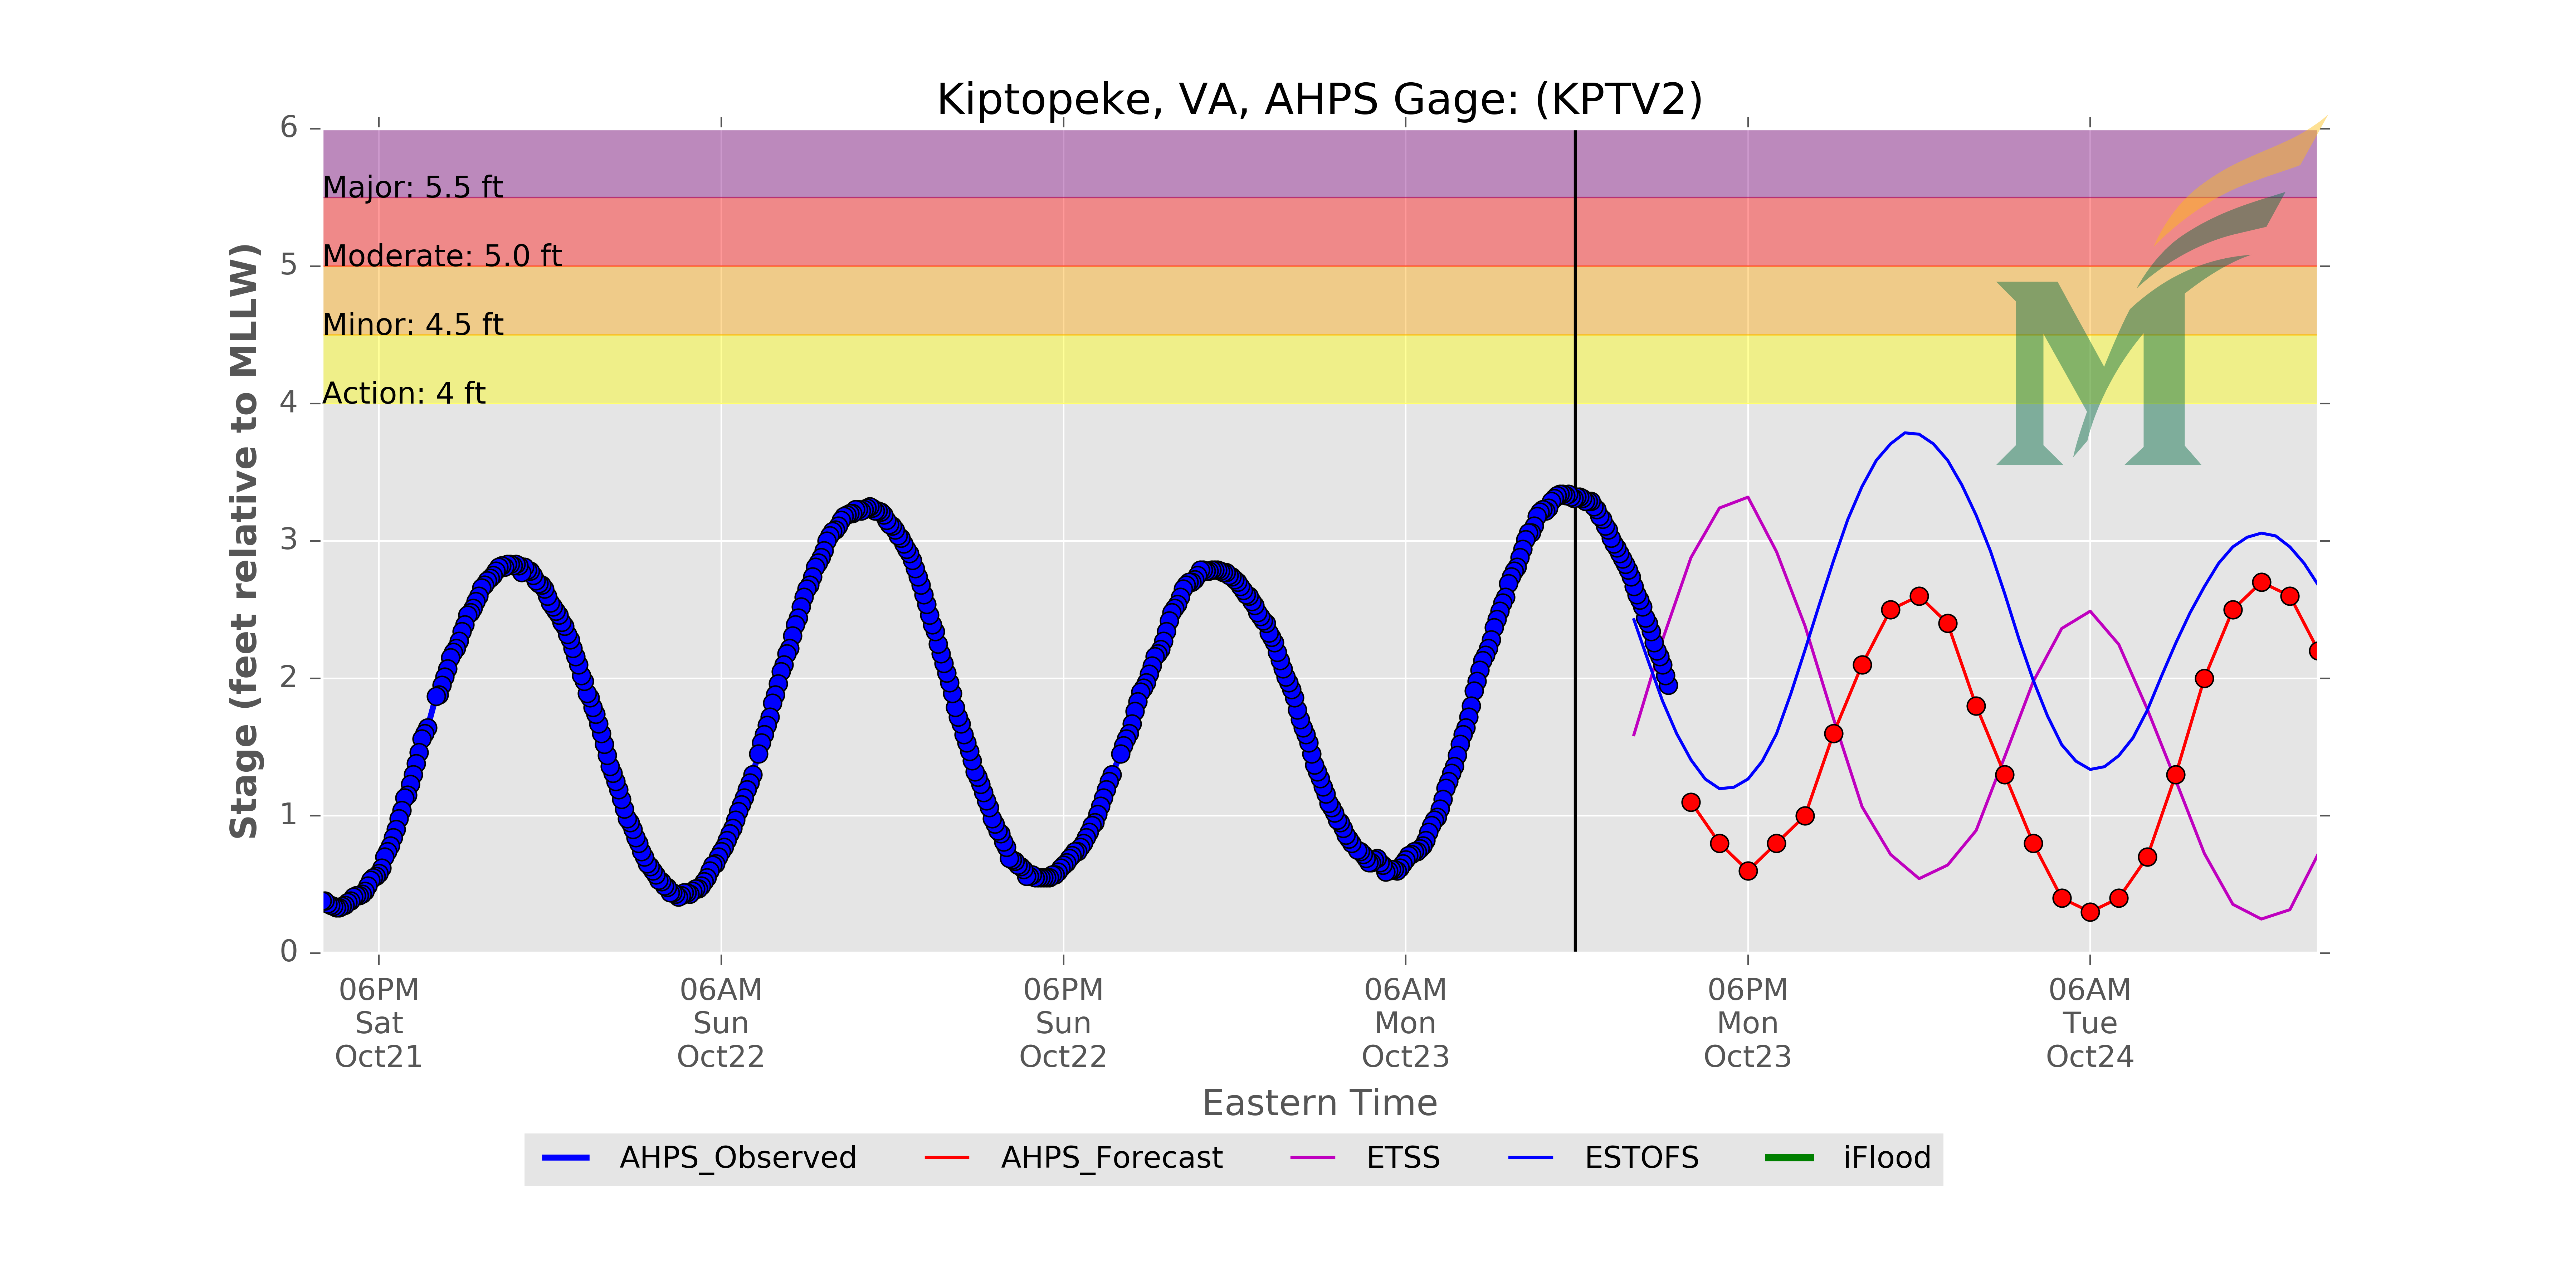 Kiptopeke, VA, AHPS Gage: (KPTV2)
Stage (feet relative to MLLW)
6
5
4
3
2
1
0
Major: 5.5 ft
Moderate: 5.0 ft
Minor: 4.5 ft
Action: 4 ft
M
06PM
Sat
Oct21
06AM
Sun
Oct22
06PM
Sun
Oct22
06AM
Mon
Oct23
06PM
Mon
Oct23
06AM
Tue
Oct24
Eastern Time
AHPS_Observed
AHPS_Forecast
ETSS
ESTOFS
iFlood